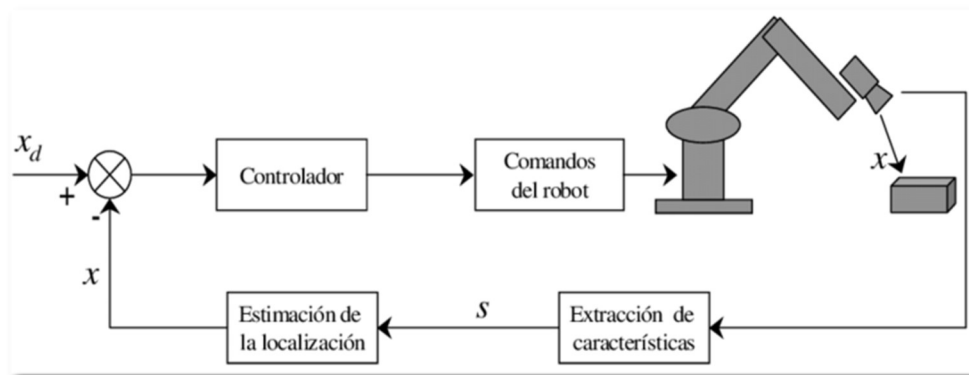 x_d
+
-
Controlador
Comandos
del robot
x
x
Estimación de
la localización
s
Extracción de
características